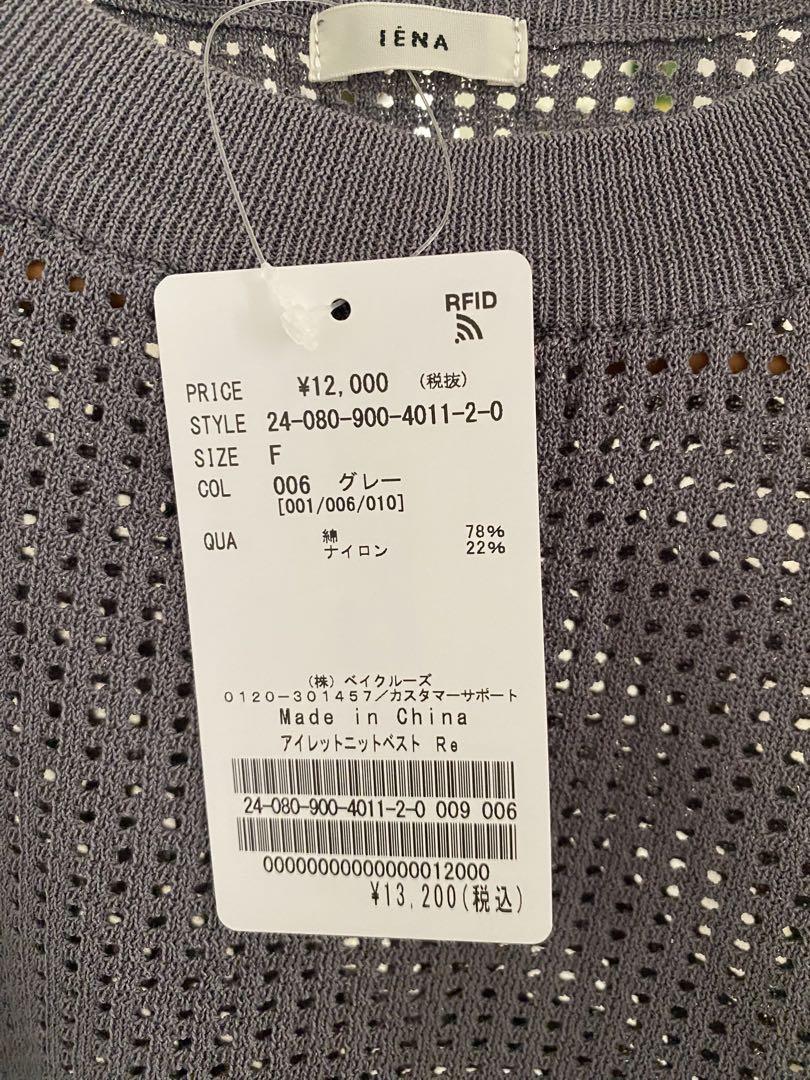 IÉNA
RFID
PRICE ¥12,000 (税抜)
STYLE 24-080-900-4011-2-0
SIZE F
COL 006 グレー
[001/006/010]
QUA 綿 78%
ナイロン 22%
(株)ベイクルーズ
0120-301457/カスタマーサポート
Made in China
アイレットニットベスト Re
24-080-900-4011-2-0 009 006
00000000000000012000
¥13,200(税込)